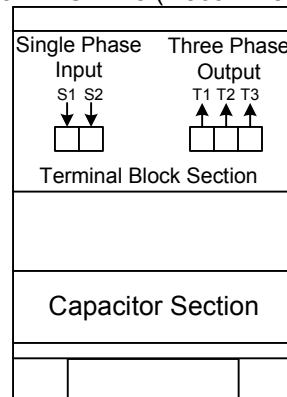 Single Phase Three Phase
Input Output
S1 S2 T1 T2 T3
Terminal Block Section
Capacitor Section